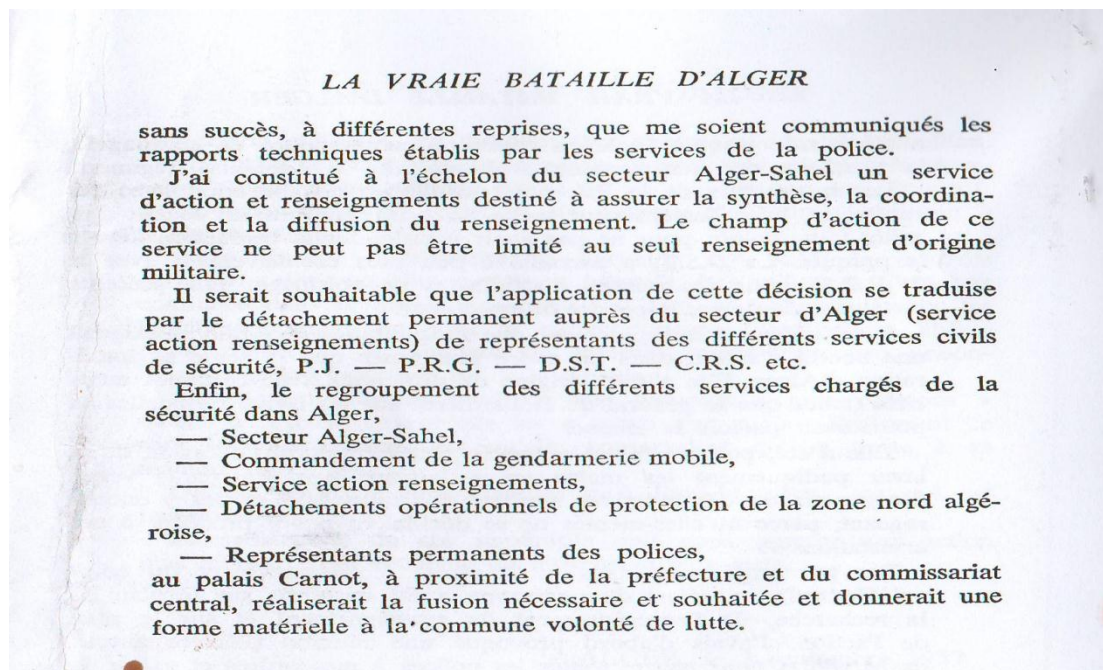 LA VRAIE BATAILLE D'ALGER
sans succès, à différentes reprises, que me soient communiqués les
rapports techniques établis par les services de la police.
J'ai constitué à l'échelon du secteur Alger-Sahel un service
d'action et renseignements destiné à assurer la synthèse, la coordina-
tion et la diffusion du renseignement. Le champ d'action de ce
service ne peut pas être limité au seul renseignement d'origine
militaire.
Il serait souhaitable que l'application de cette décision se traduise
par le détachement permanent auprès du secteur d'Alger (service
action renseignements) de représentants des différents services civils
de sécurité, P.J. — P.R.G. — D.S.T. — C.R.S. etc.
Enfin, le regroupement des différents services chargés de la
sécurité dans Alger,
— Secteur Alger-Sahel,
— Commandement de la gendarmerie mobile,
— Service action renseignements,
— Détachements opérationnels de protection de la zone nord algé-
roise,
— Représentants permanents des polices,
au palais Carnot, à proximité de la préfecture et du commissariat
central, réaliserait la fusion nécessaire et souhaitée et donnerait une
forme matérielle à la commune volonté de lutte.